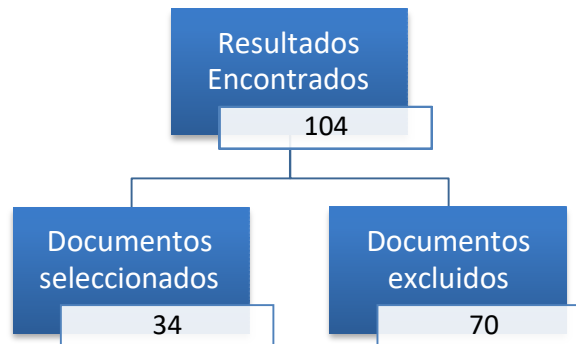 Resultados
Encontrados
104
Documentos
seleccionados
34
Documentos
excluidos
70